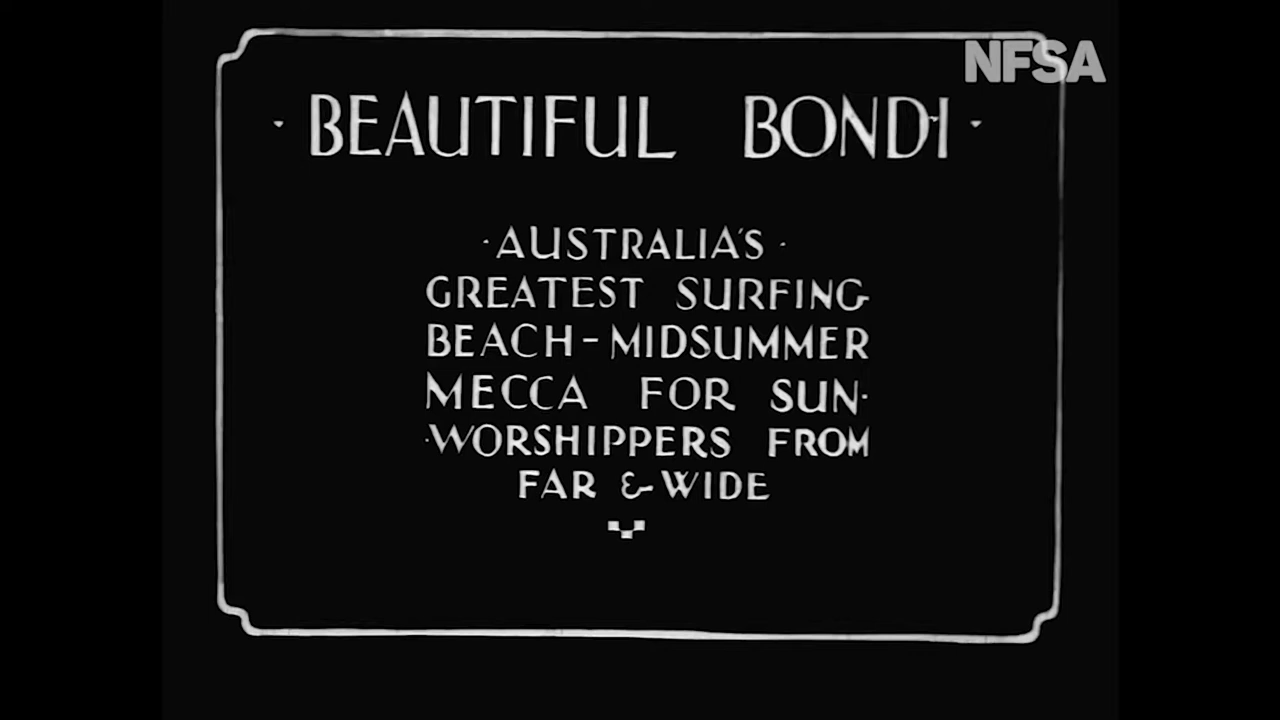 NFSA
· BEAUTIFUL BONDI ·
· AUSTRALIA'S ·
GREATEST SURFING
BEACH - MIDSUMMER
MECCA FOR SUN·
·WORSHIPPERS FROM
FAR & WIDE